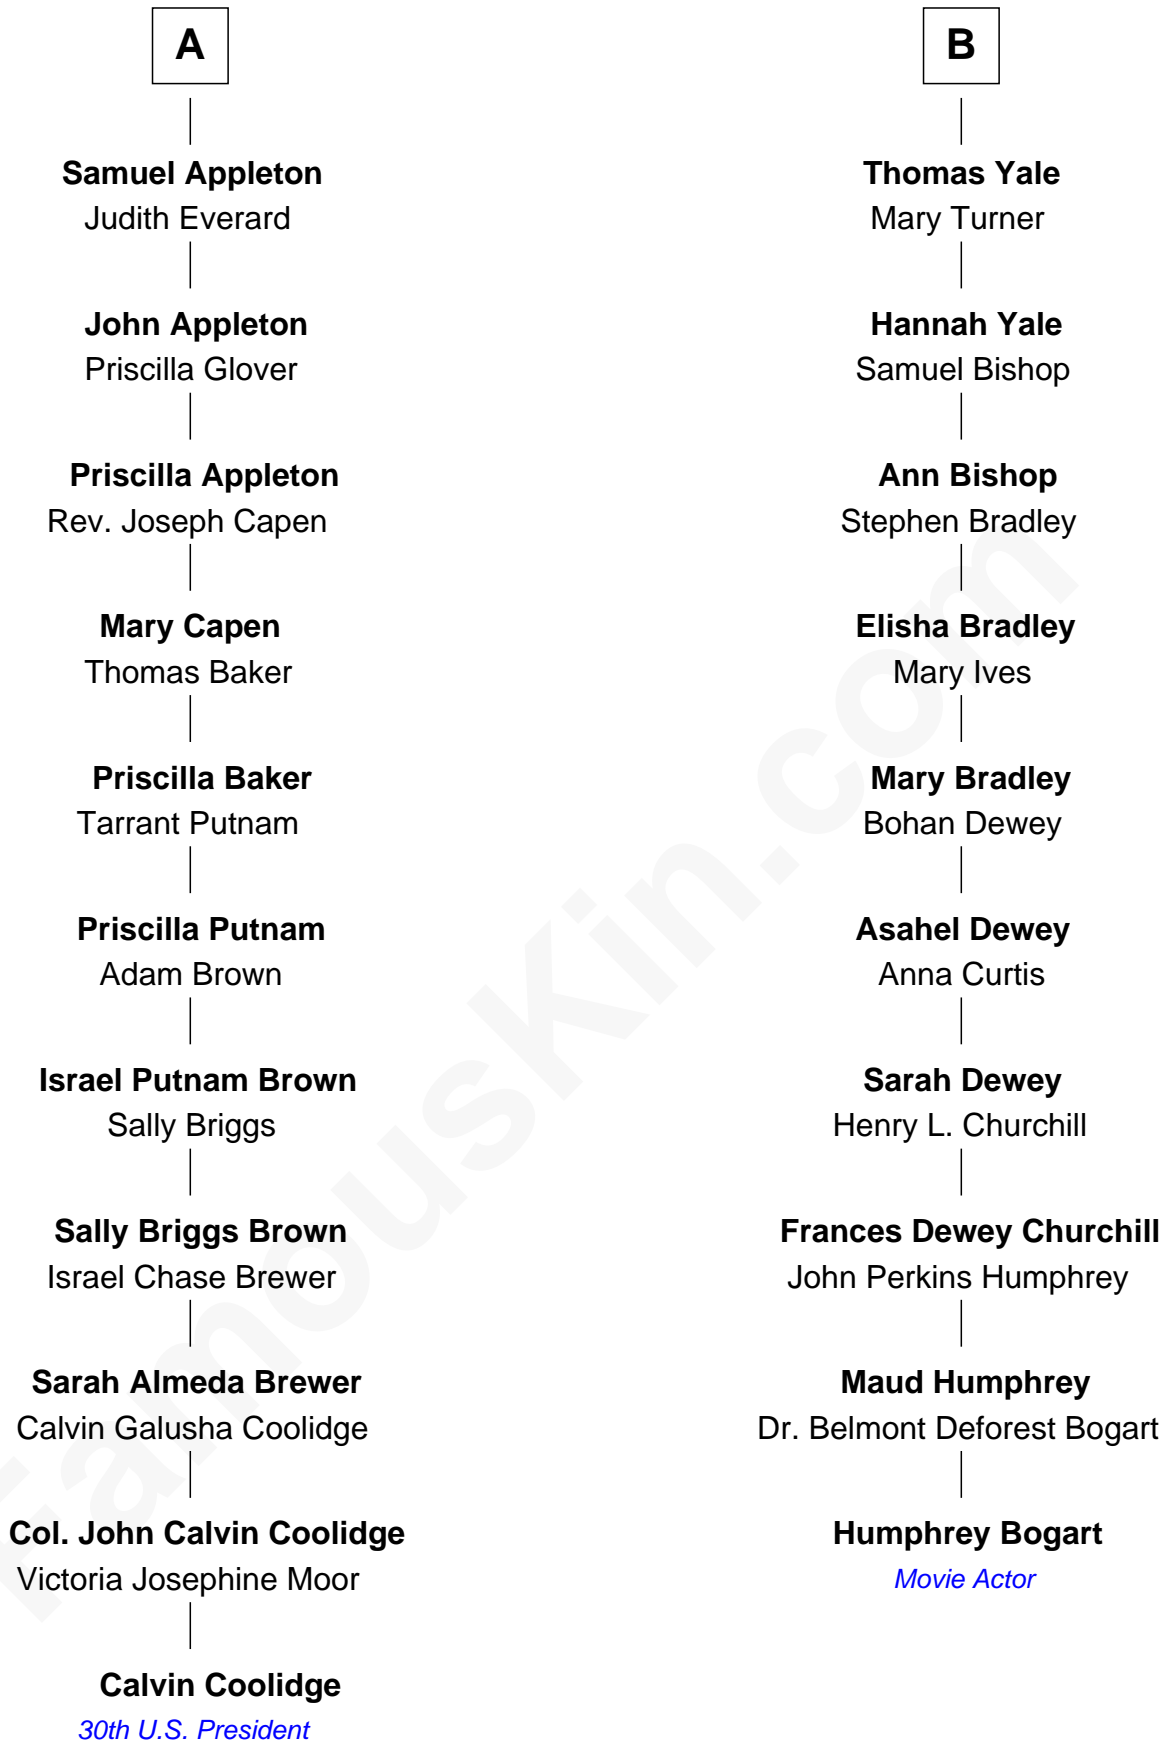 A
Samuel Appleton
Judith Everard
John Appleton
Priscilla Glover
Priscilla Appleton
Rev. Joseph Capen
Mary Capen
Thomas Baker
Priscilla Baker
Tarrant Putnam
Priscilla Putnam
Adam Brown
Israel Putnam Brown
Sally Briggs
Sally Briggs Brown
Israel Chase Brewer
Sarah Almeda Brewer
Calvin Galusha Coolidge
Col. John Calvin Coolidge
Victoria Josephine Moor
Calvin Coolidge
30th U.S. President
B
Thomas Yale
Mary Turner
Hannah Yale
Samuel Bishop
Ann Bishop
Stephen Bradley
Elisha Bradley
Mary Ives
Mary Bradley
Bohan Dewey
Asahel Dewey
Anna Curtis
Sarah Dewey
Henry L. Churchill
Frances Dewey Churchill
John Perkins Humphrey
Maud Humphrey
Dr. Belmont Deforest Bogart
Humphrey Bogart
Movie Actor
FamousKin.com